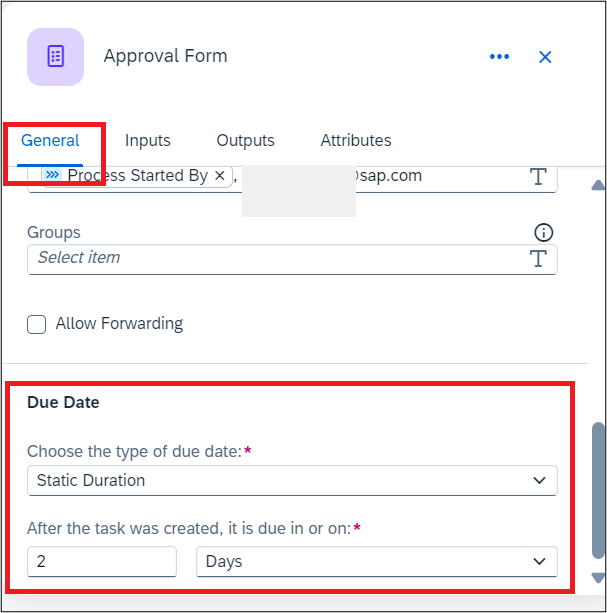 Approval Form
General Inputs Outputs Attributes
Process Started By × , @sap.com
Groups
Select item
Allow Forwarding
Due Date
Choose the type of due date:*
Static Duration
After the task was created, it is due in or on:*
2 Days